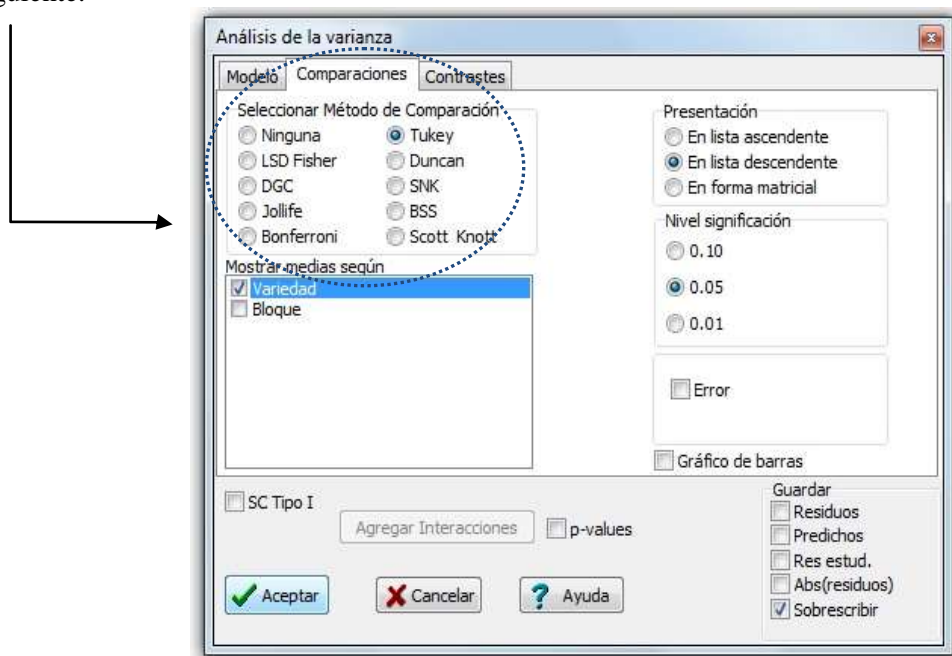 Análisis de la varianza
Modelo Comparaciones Contrastes
Seleccionar Método de Comparación
Ninguna Tukey
LSD Fisher Duncan
DGC SNK
Jollife BSS
Bonferroni Scott Knott
Mostrar medias según
Variedad
Bloque
Presentación
En lista ascendente
En lista descendente
En forma matricial
Nivel significación
0.10
0.05
0.01
Error
Gráfico de barras
SC Tipo I
Agregar Interacciones
p-values
Guardar
Residuos
Predichos
Res estud.
Abs(residuos)
Sobrescribir
Aceptar
Cancelar
Ayuda